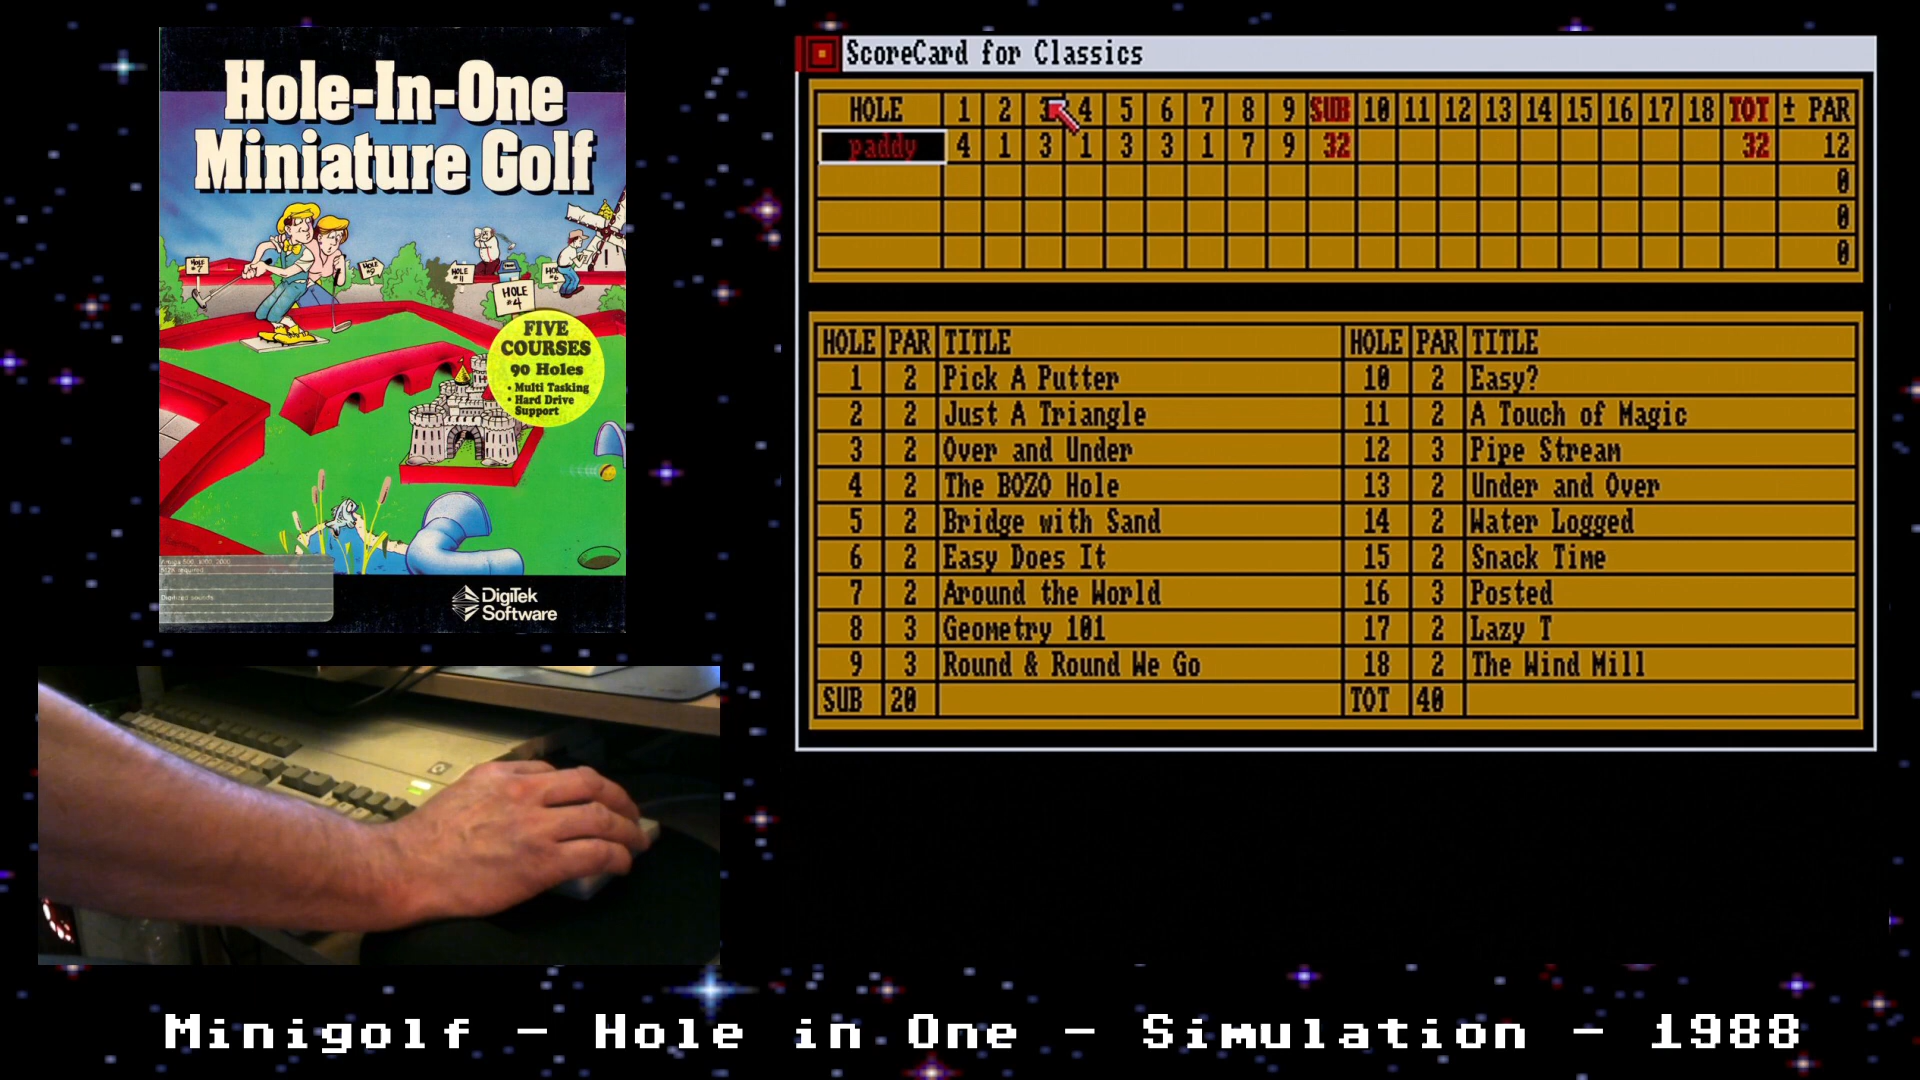 Hole-In-One
Miniature Golf
HOLE #7
HOLE #9
HOLE #11
HOLE #4
FIVE
COURSES
90 Holes
• Multi Tasking
• Hard Drive
Support
Digitized sounds
DigiTek
Software
ScoreCard for Classics
HOLE 1 2 3 4 5 6 7 8 9 SUB 10 11 12 13 14 15 16 17 18 TOT ± PAR
paddy 4 1 3 1 3 3 1 7 9 32 32 12
0
0
0
HOLE PAR TITLE HOLE PAR TITLE
1 2 Pick A Putter 10 2 Easy?
2 2 Just A Triangle 11 2 A Touch of Magic
3 2 Over and Under 12 3 Pipe Stream
4 2 The BOZO Hole 13 2 Under and Over
5 2 Bridge with Sand 14 2 Water Logged
6 2 Easy Does It 15 2 Snack Time
7 2 Around the World 16 3 Posted
8 3 Geometry 101 17 2 Lazy T
9 3 Round & Round We Go 18 2 The Wind Mill
SUB 20 TOT 40
Minigolf - Hole in One - Simulation - 1988